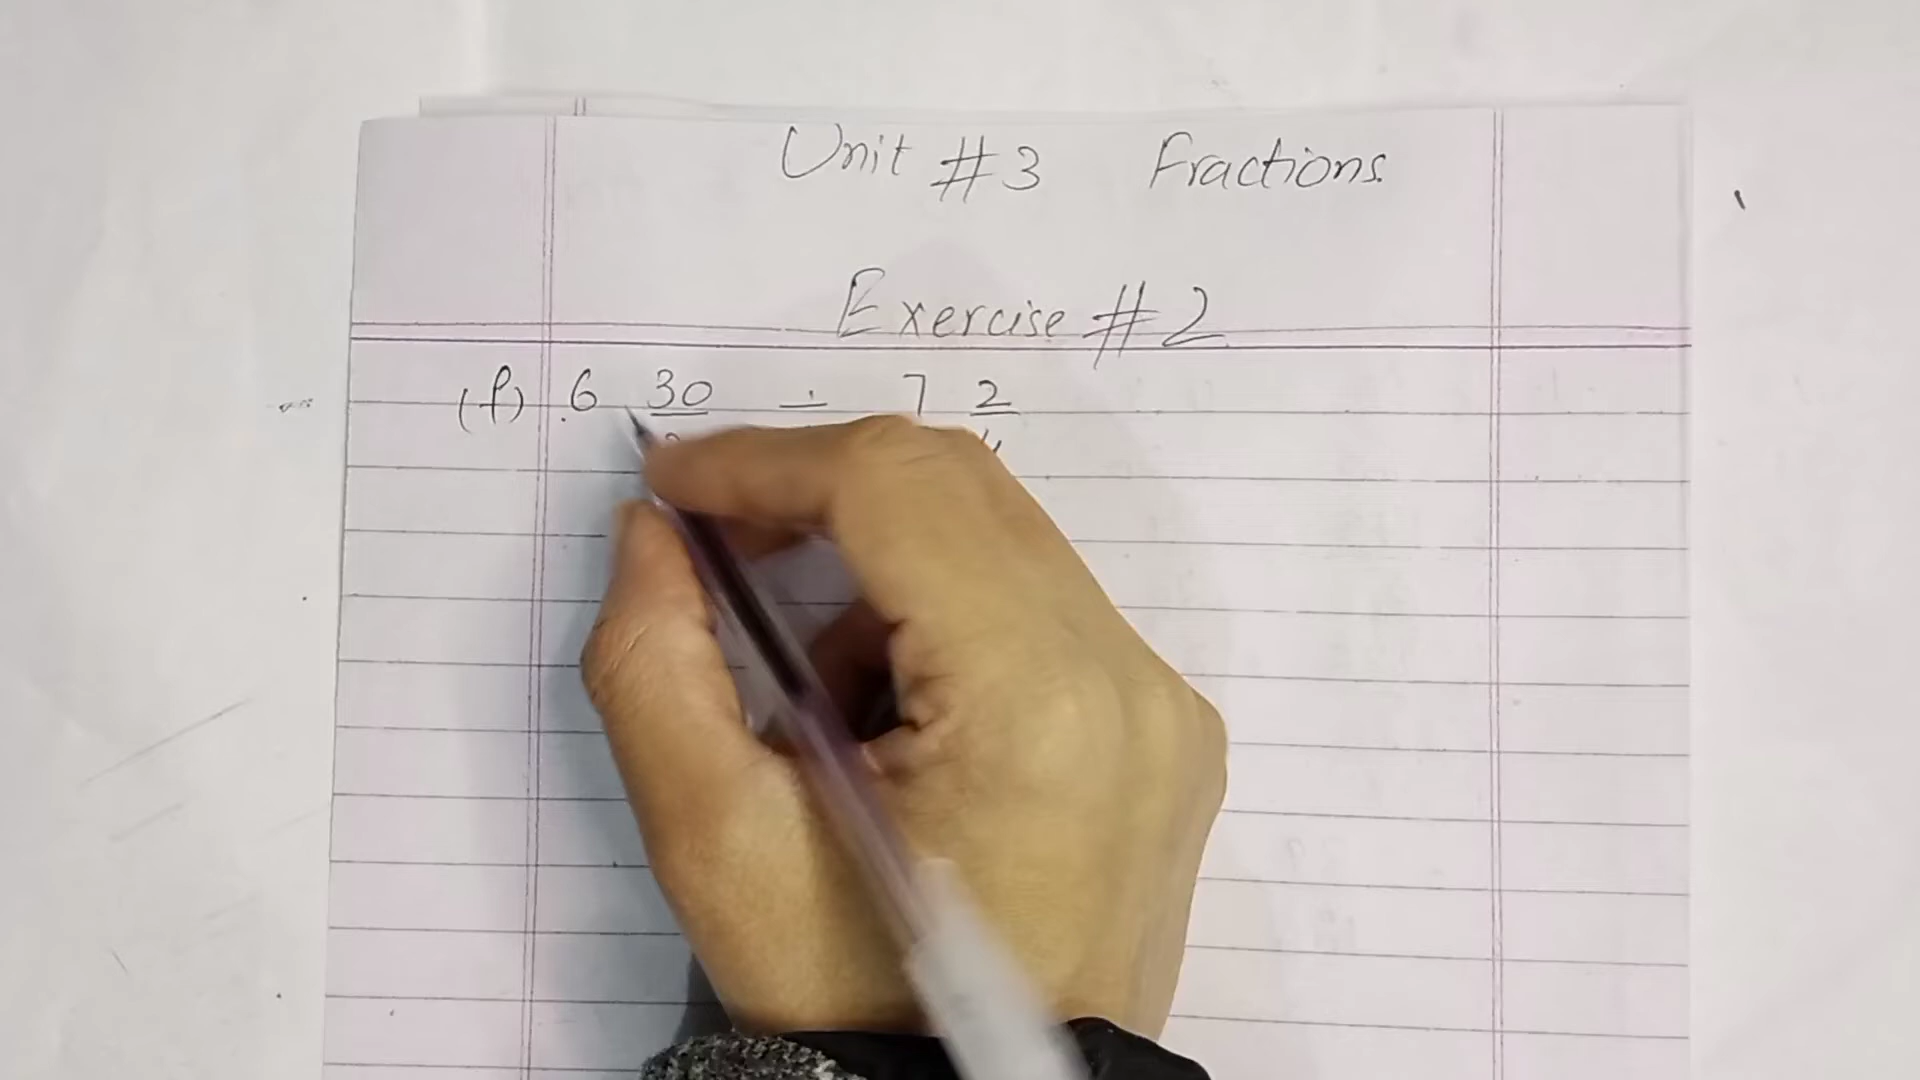 Unit #3 Fractions
Exercise #2
(f) 6 30 ÷ 7 2